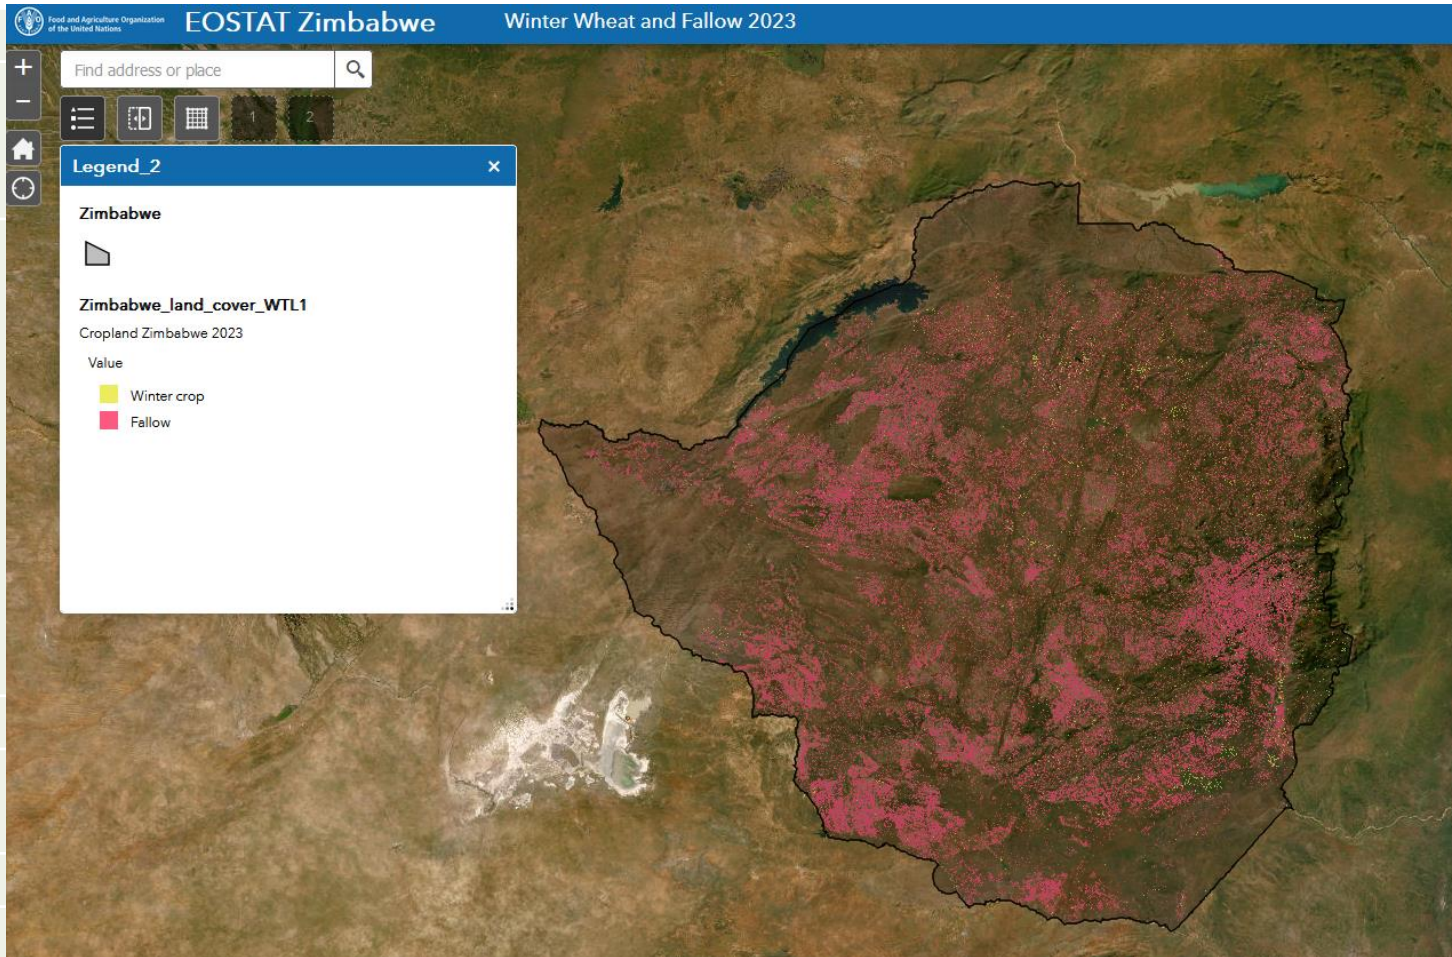 Food and Agriculture Organization
of the United Nations
EOSTAT Zimbabwe
Winter Wheat and Fallow 2023
+
−
Find address or place
1
2
Legend_2
×
Zimbabwe
Zimbabwe_land_cover_WTL1
Cropland Zimbabwe 2023
Value
Winter crop
Fallow